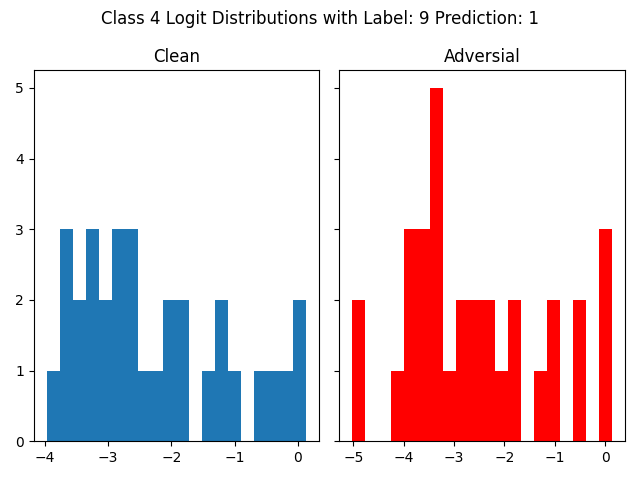 Class 4 Logit Distributions with Label: 9 Prediction: 1
Clean
Adversial
5
4
3
2
1
0
−4 −3 −2 −1 0
−5 −4 −3 −2 −1 0